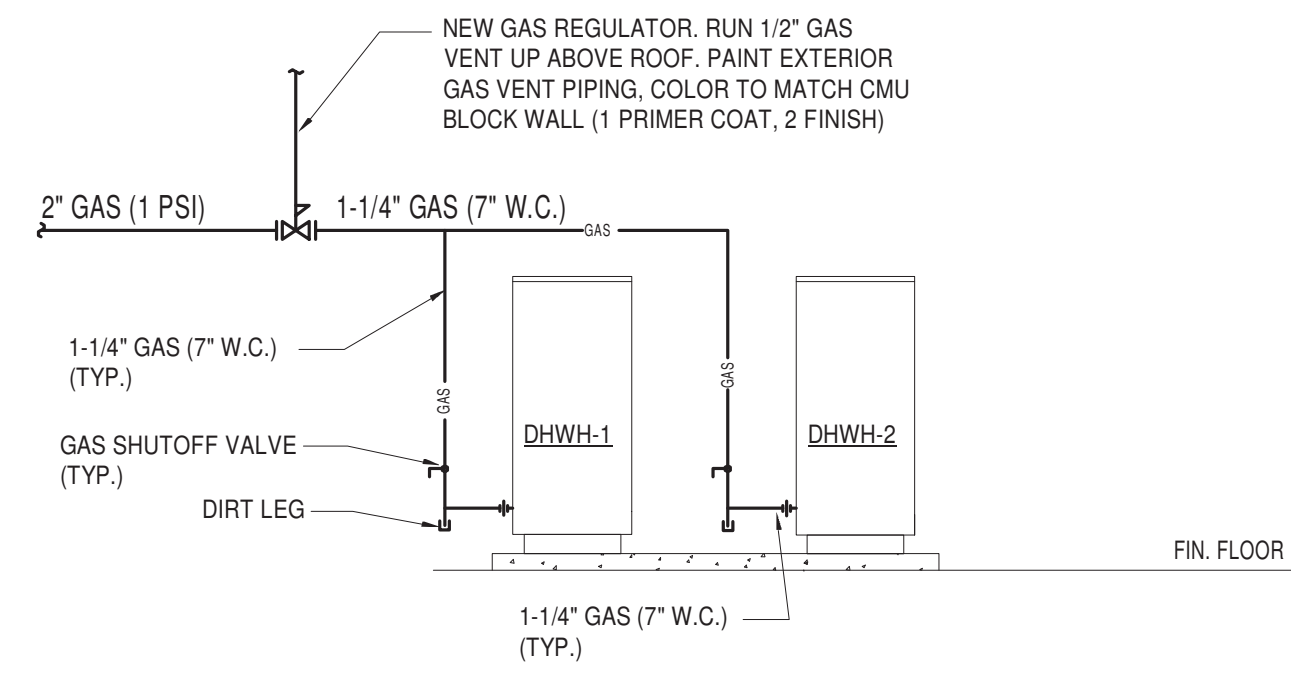 NEW GAS REGULATOR. RUN 1/2" GAS
VENT UP ABOVE ROOF. PAINT EXTERIOR
GAS VENT PIPING, COLOR TO MATCH CMU
BLOCK WALL (1 PRIMER COAT, 2 FINISH)
2" GAS (1 PSI)
1-1/4" GAS (7" W.C.)
GAS
1-1/4" GAS (7" W.C.)
(TYP.)
GAS
GAS
DHWH-1
DHWH-2
GAS SHUTOFF VALVE
(TYP.)
DIRT LEG
FIN. FLOOR
1-1/4" GAS (7" W.C.)
(TYP.)